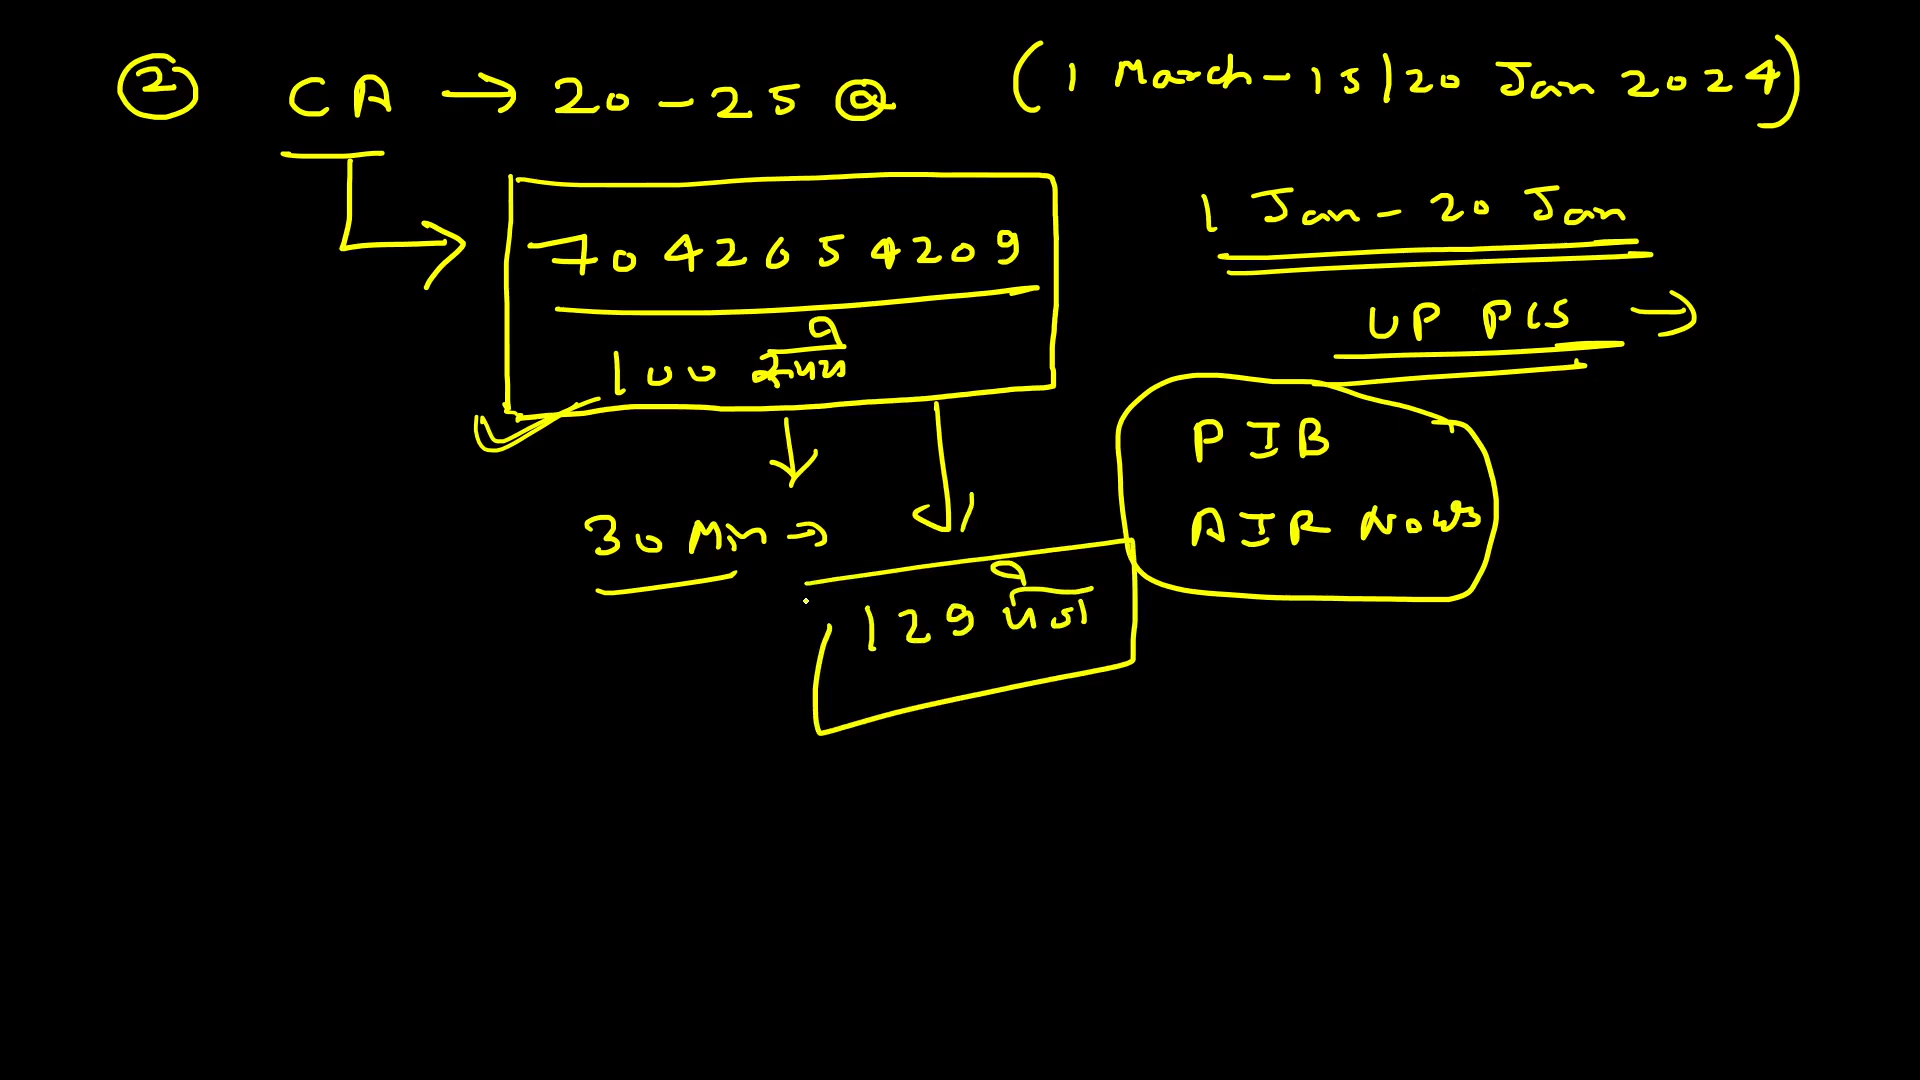 ② CA → 20 - 25 Q (1 March - 15|20 Jan 2024)
1 Jan - 20 Jan
7042654209
UP PCS →
100 रुपये
PIB
AIR News
30 Min →
129 पेज